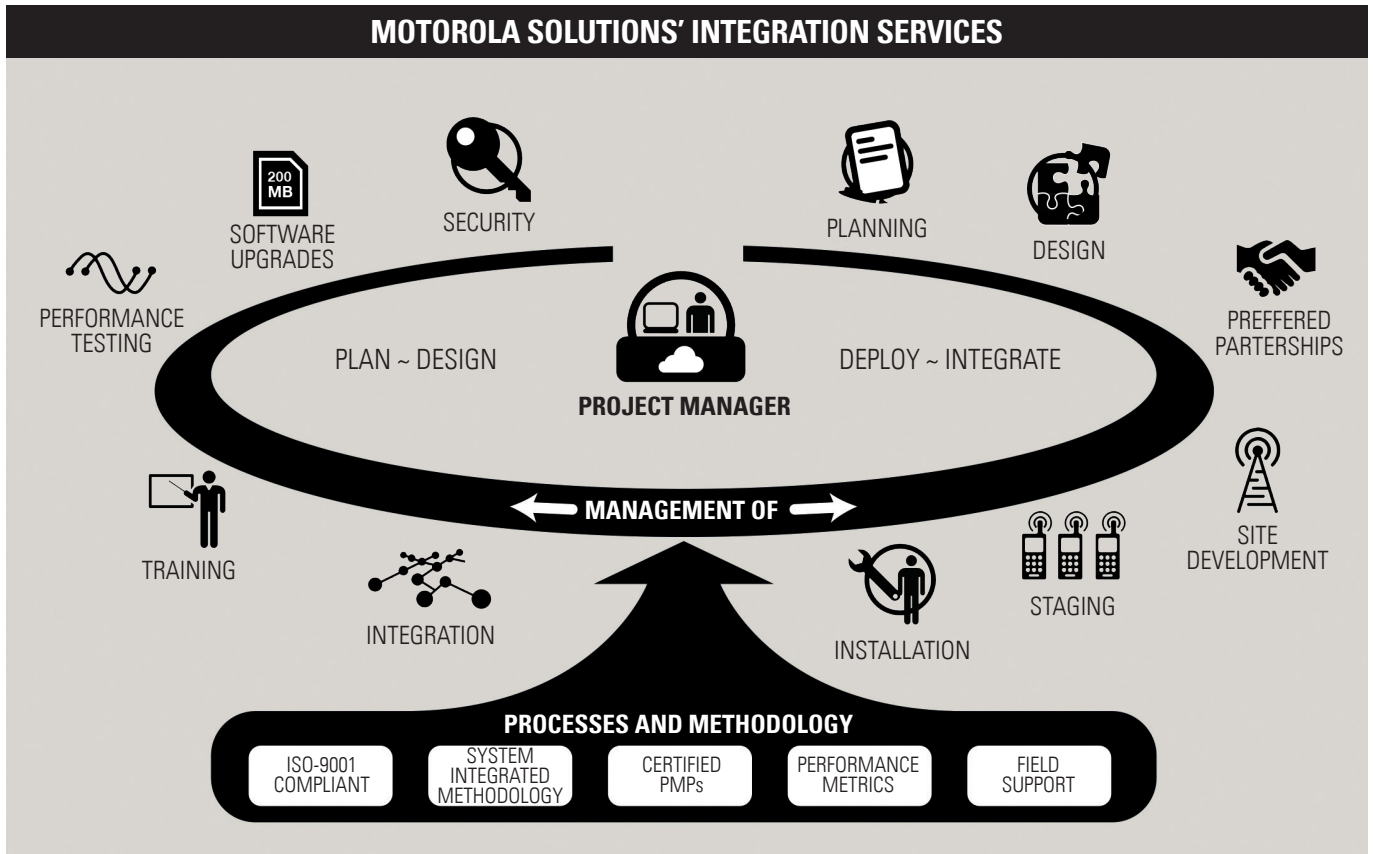 MOTOROLA SOLUTIONS' INTEGRATION SERVICES
200
MB
SOFTWARE
UPGRADES
SECURITY
PLANNING
DESIGN
PERFORMANCE
TESTING
PREFFERED
PARTERSHIPS
PLAN ~ DESIGN
DEPLOY ~ INTEGRATE
PROJECT MANAGER
MANAGEMENT OF
TRAINING
INTEGRATION
INSTALLATION
STAGING
SITE
DEVELOPMENT
PROCESSES AND METHODOLOGY
ISO-9001
COMPLIANT
SYSTEM
INTEGRATED
METHODOLOGY
CERTIFIED
PMPs
PERFORMANCE
METRICS
FIELD
SUPPORT